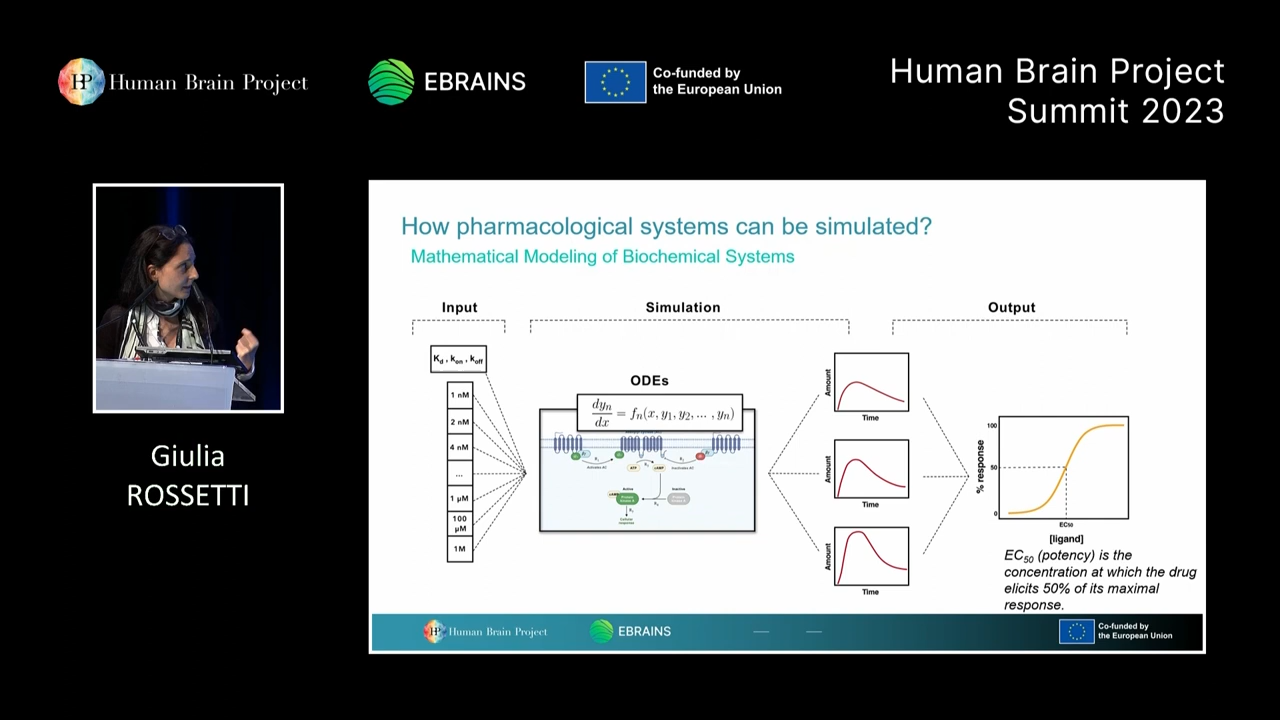 Human Brain Project
EBRAINS
Co-funded by
the European Union
Human Brain Project
Summit 2023
Giulia
ROSSETTI
How pharmacological systems can be simulated?
Mathematical Modeling of Biochemical Systems
Input
Simulation
Output
Kd , kon , koff
1 nM
2 nM
4 nM
...
1 µM
100
µM
1M
ODEs
dyn/dx = fn(x, y1, y2, ... , yn)
ATP
cAMP
Amount
Time
Amount
Time
Amount
Time
% response
100
50
0
EC50
[ligand]
EC50 (potency) is the
concentration at which the drug
elicits 50% of its maximal
response.
Human Brain Project
EBRAINS
Co-funded by
the European Union